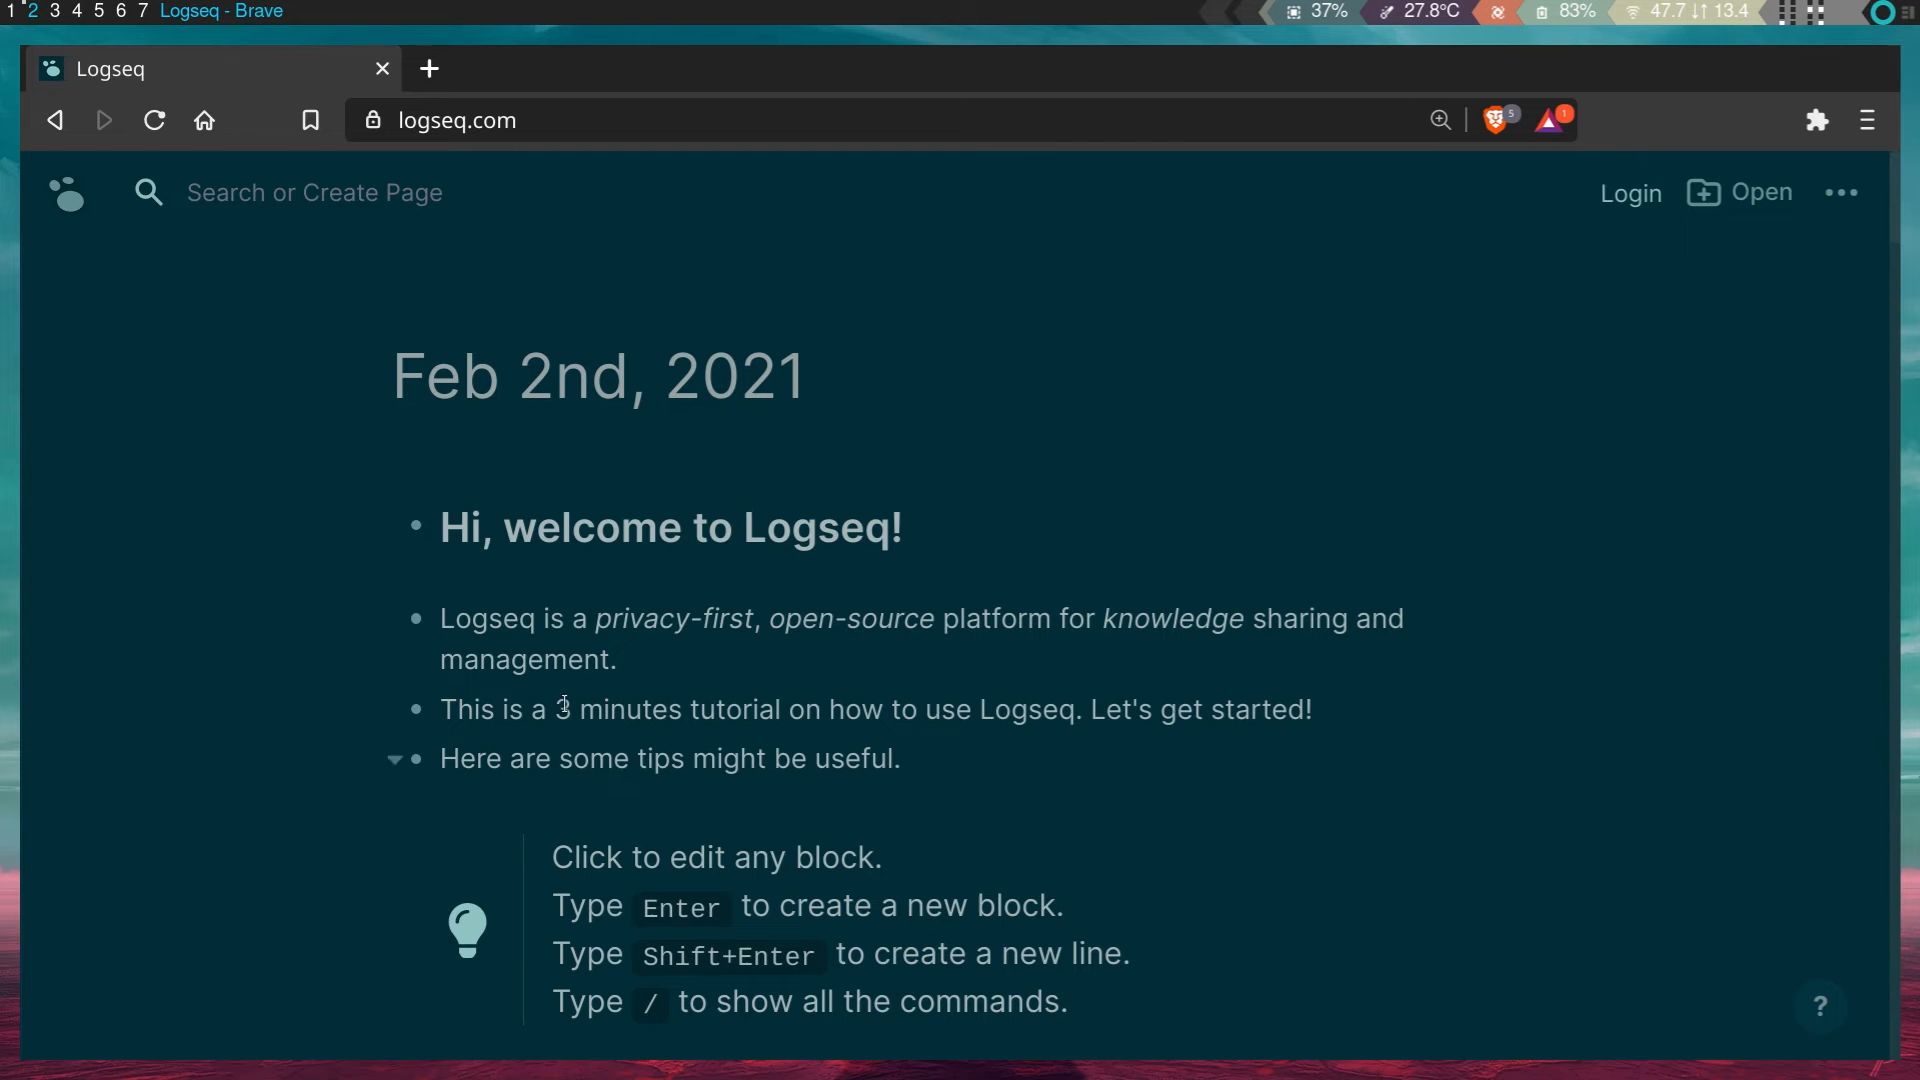 1 2 3 4 5 6 7 Logseq - Brave 37% 27.8°C 83% 47.7 ↓↑ 13.4
Logseq
logseq.com 5 1
Search or Create Page Login Open
Feb 2nd, 2021
Hi, welcome to Logseq!
Logseq is a privacy-first, open-source platform for knowledge sharing and
management.
This is a 3 minutes tutorial on how to use Logseq. Let's get started!
Here are some tips might be useful.
Click to edit any block.
Type Enter to create a new block.
Type Shift+Enter to create a new line.
Type / to show all the commands.
?